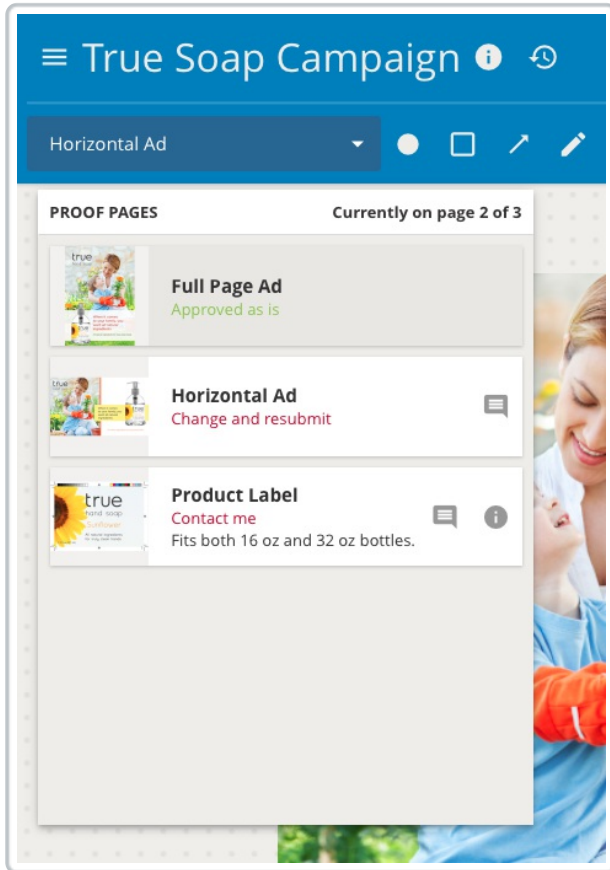 True Soap Campaign
Horizontal Ad
PROOF PAGES
Currently on page 2 of 3
true
Full Page Ad
Approved as is
true
Horizontal Ad
Change and resubmit
true
hand soap
Sunflower
Product Label
Contact me
Fits both 16 oz and 32 oz bottles.